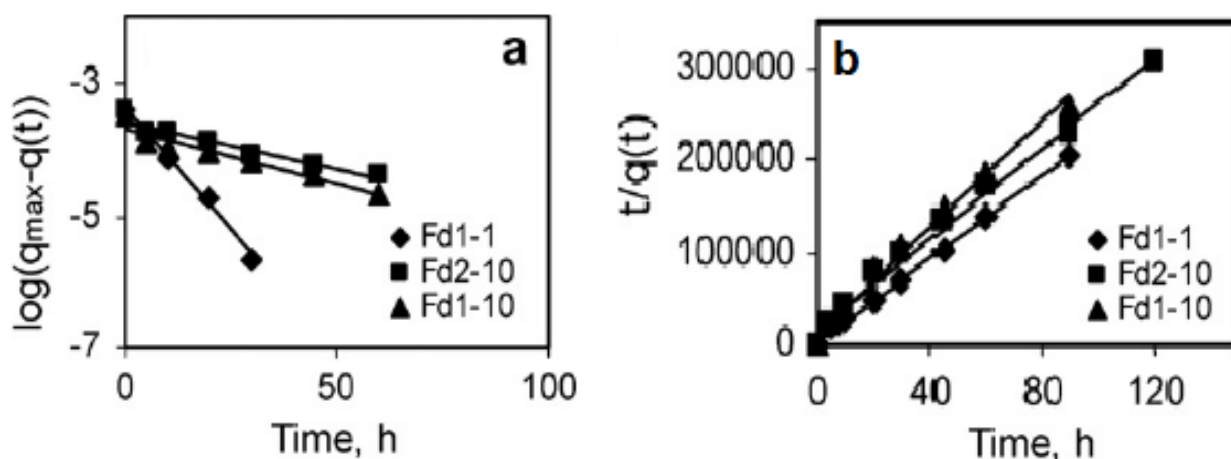 a
log(qmax-q(t))
-3
-5
-7
0
50
100
Time, h
Fd1-1
Fd2-10
Fd1-10
b
t/q(t)
300000
200000
100000
0
0
40
80
120
Time, h
Fd1-1
Fd2-10
Fd1-10